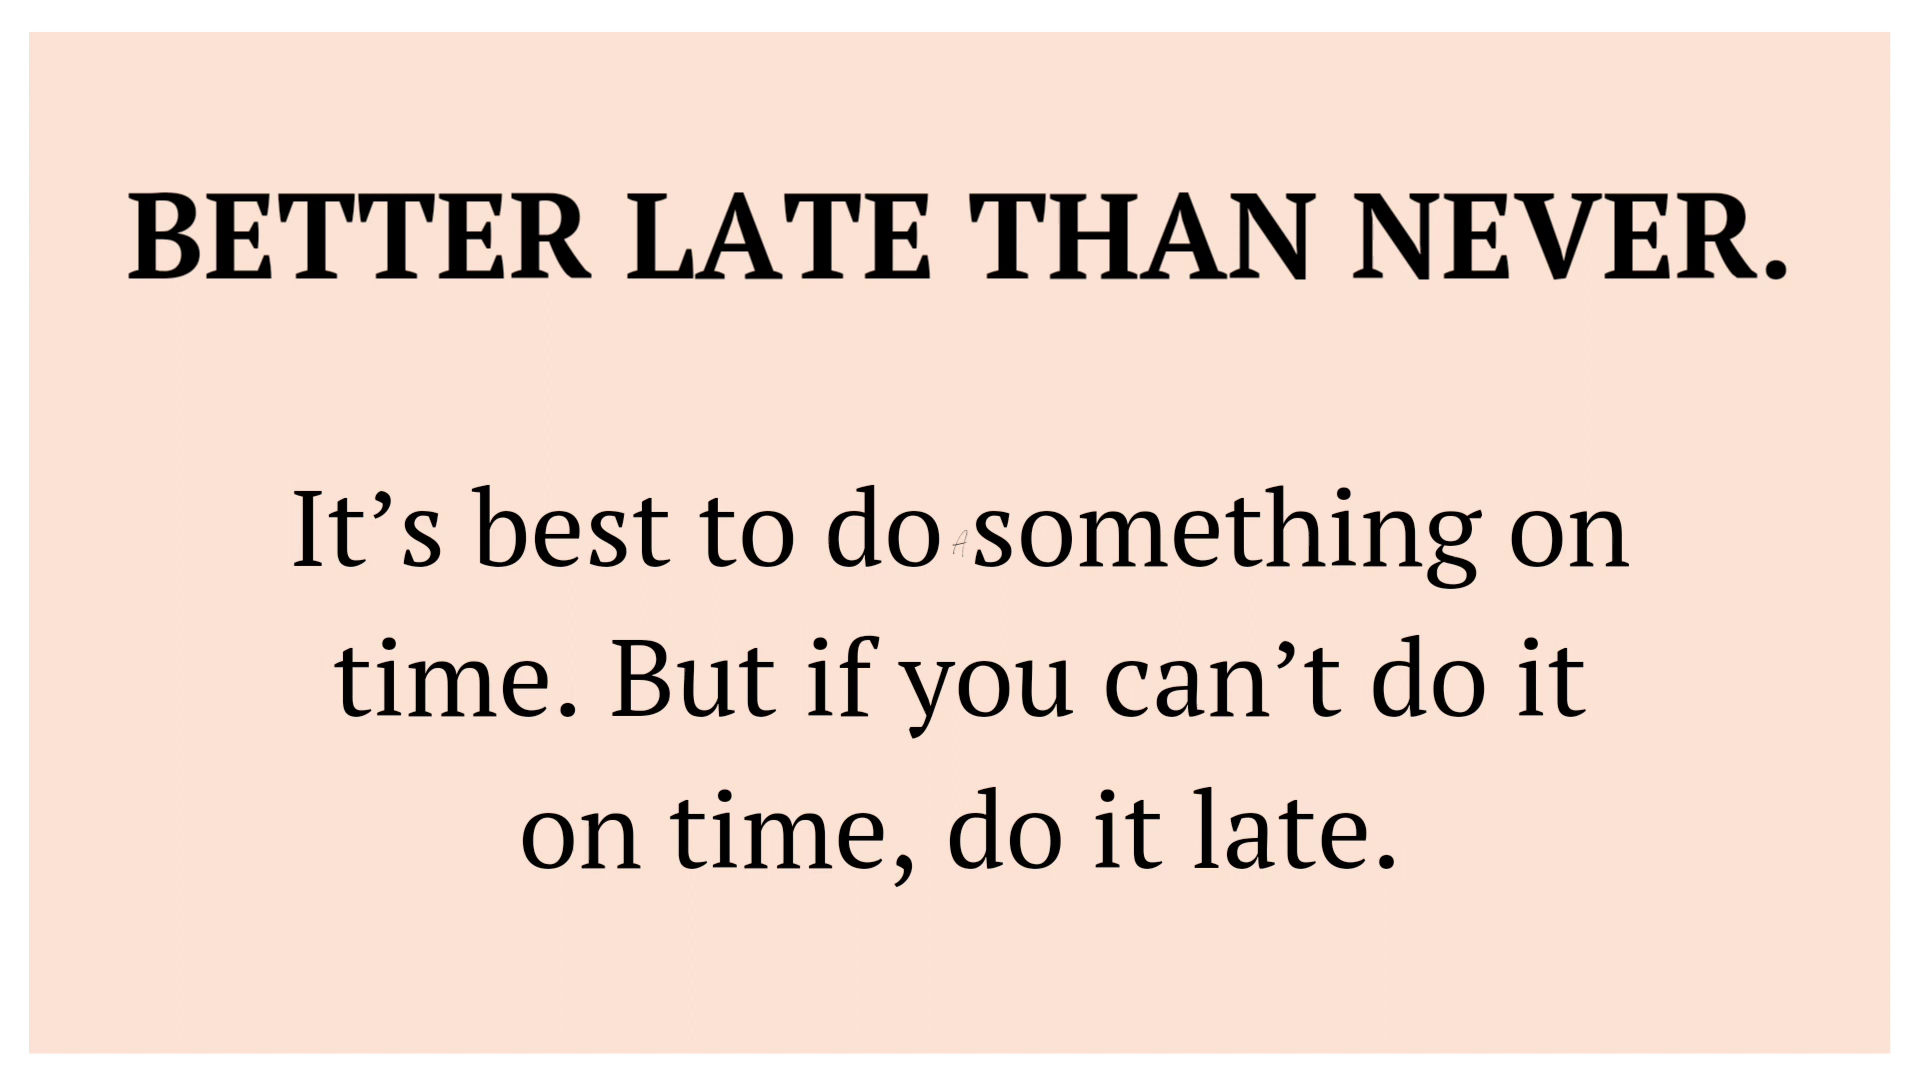 BETTER LATE THAN NEVER.
It’s best to do something on
time. But if you can’t do it
on time, do it late.
A